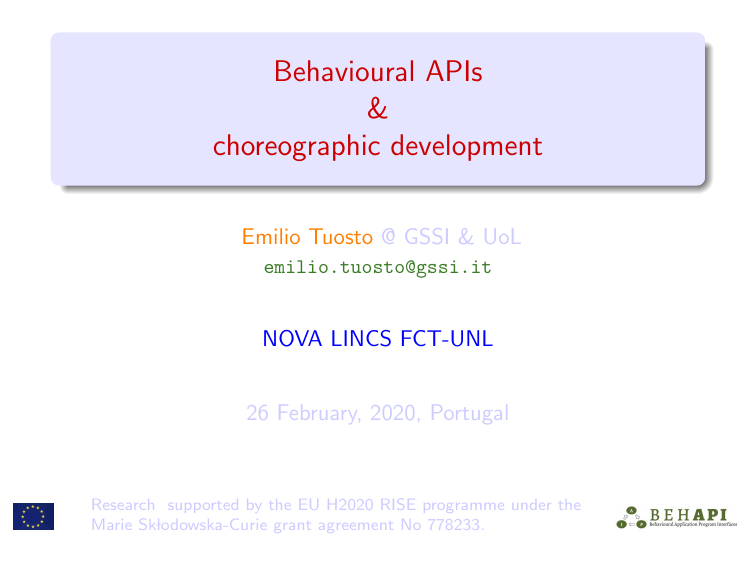 Behavioural APIs
&
choreographic development
Emilio Tuosto @ GSSI & UoL
emilio.tuosto@gssi.it
NOVA LINCS FCT-UNL
26 February, 2020, Portugal
Research supported by the EU H2020 RISE programme under the
Marie Skłodowska-Curie grant agreement No 778233.
BEHAPI
Behavioural Application Program Interfaces